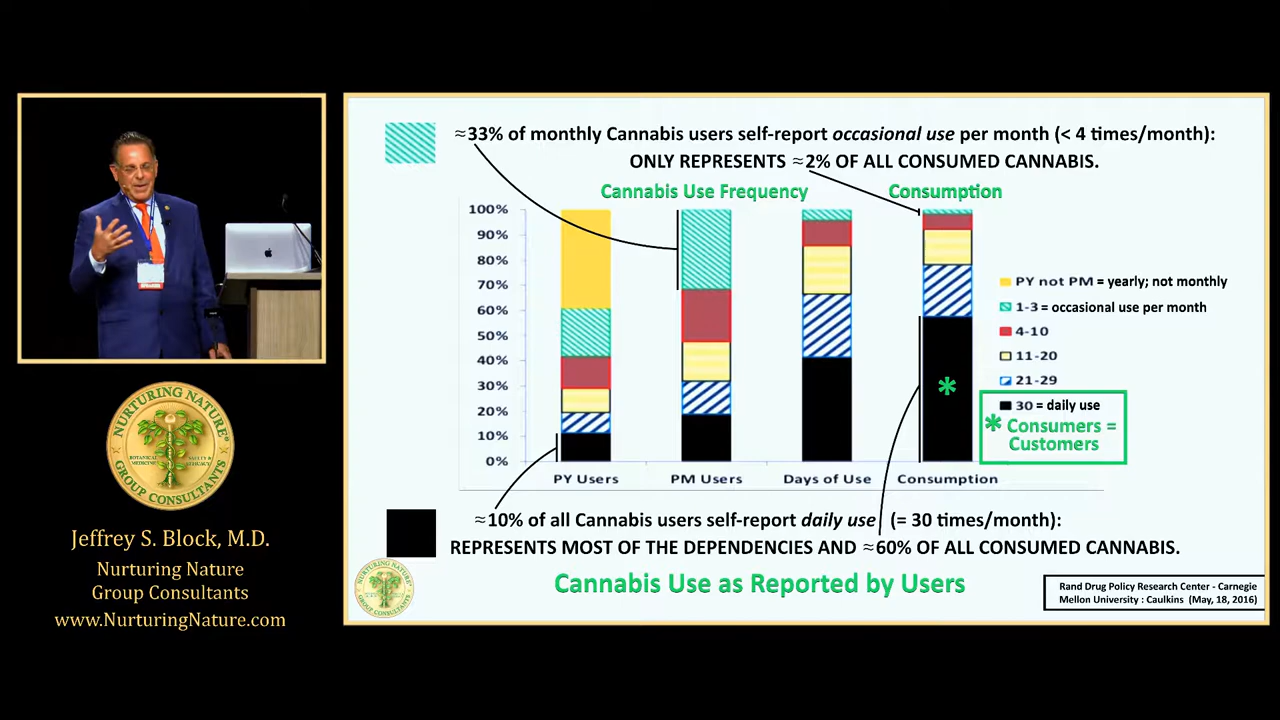 ≈33% of monthly Cannabis users self-report occasional use per month (< 4 times/month):
ONLY REPRESENTS ≈2% OF ALL CONSUMED CANNABIS.
Cannabis Use Frequency
Consumption
100%
90%
80%
70%
60%
50%
40%
30%
20%
10%
0%
PY Users
PM Users
Days of Use
Consumption
PY not PM = yearly; not monthly
1-3 = occasional use per month
4-10
11-20
21-29
30 = daily use
* Consumers =
Customers
*
≈10% of all Cannabis users self-report daily use (= 30 times/month):
REPRESENTS MOST OF THE DEPENDENCIES AND ≈60% OF ALL CONSUMED CANNABIS.
Cannabis Use as Reported by Users
Rand Drug Policy Research Center - Carnegie
Mellon University : Caulkins (May, 18, 2016)
NURTURING NATURE®
GROUP CONSULTANTS
Jeffrey S. Block, M.D.
Nurturing Nature
Group Consultants
www.NurturingNature.com